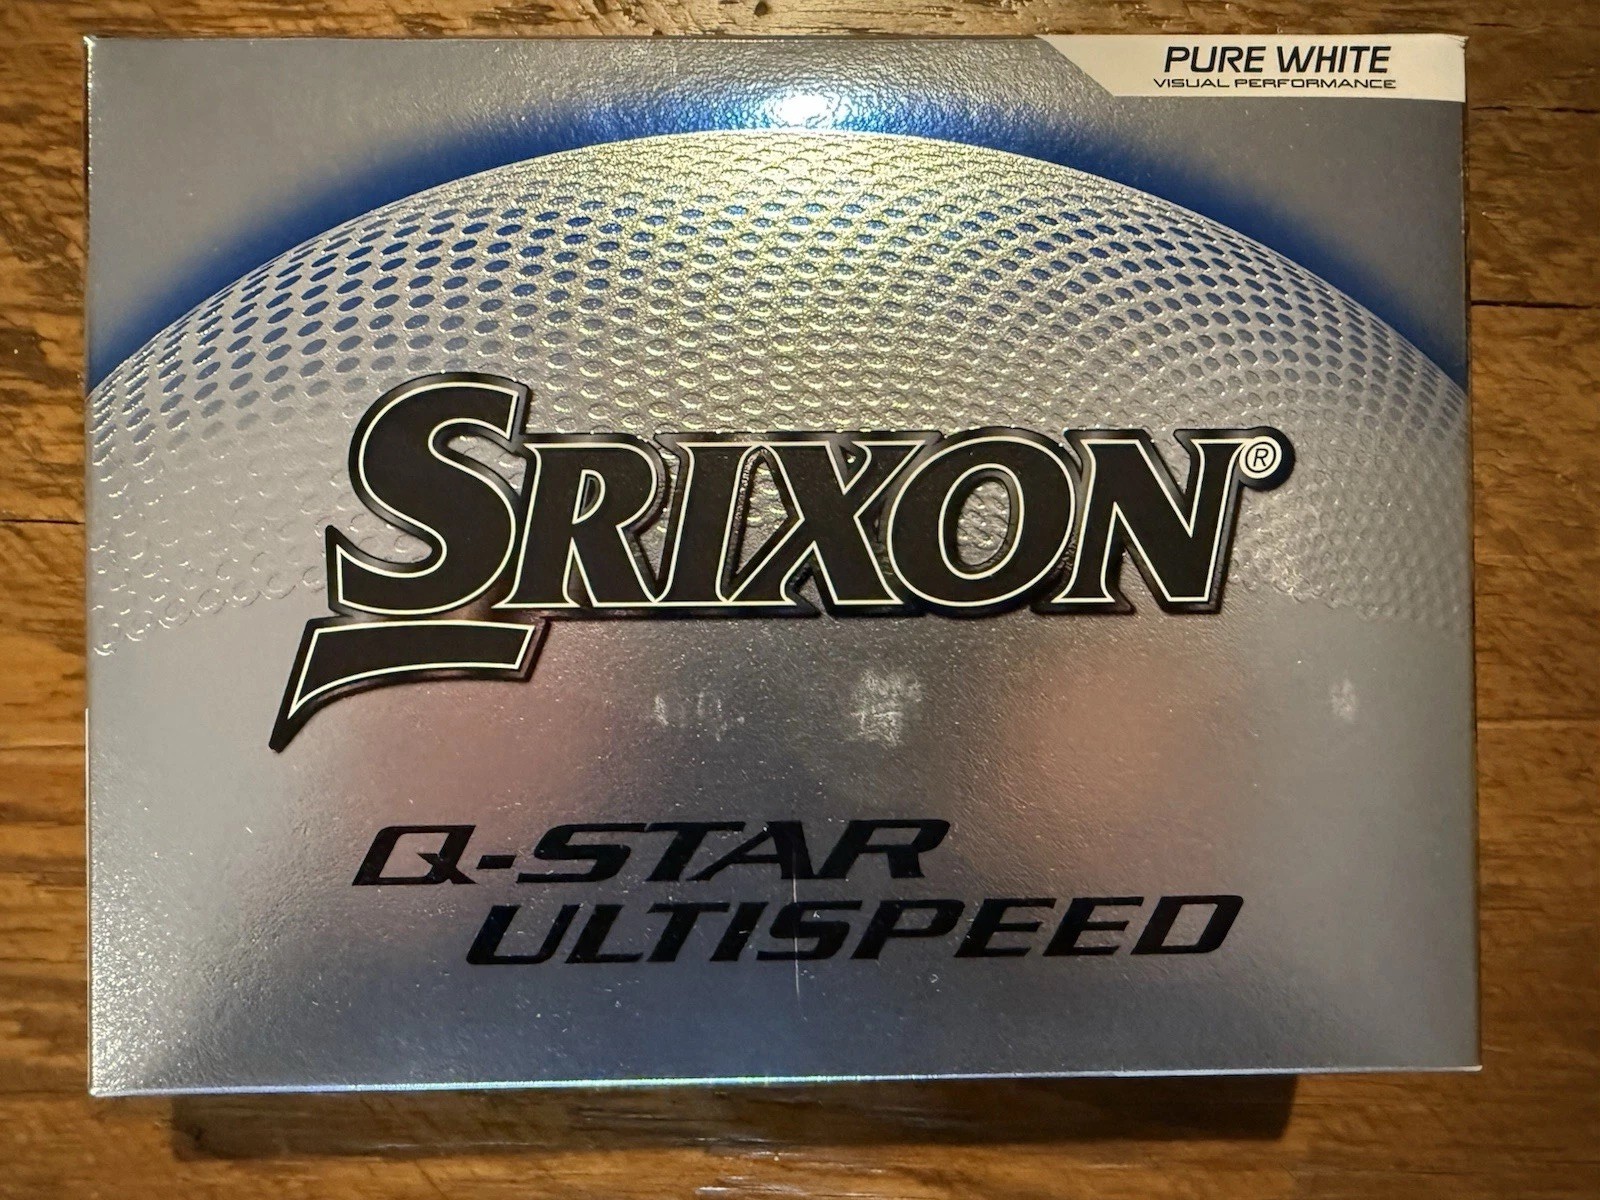 PURE WHITE
VISUAL PERFORMANCE
SRIXON®
Q-STAR
ULTISPEED